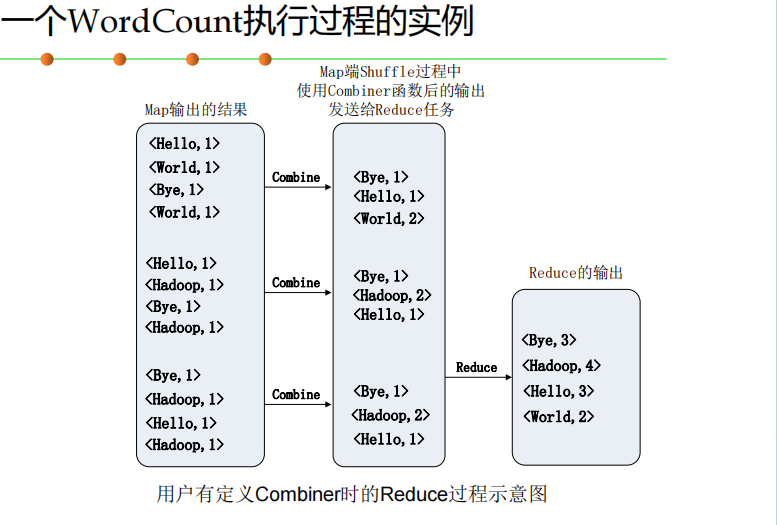 一个WordCount执行过程的实例
Map输出的结果
<Hello,1>
<World,1>
<Bye,1>
<World,1>
<Hello,1>
<Hadoop,1>
<Bye,1>
<Hadoop,1>
<Bye,1>
<Hadoop,1>
<Hello,1>
<Hadoop,1>
Combine
Combine
Combine
Map端Shuffle过程中
使用Combiner函数后的输出
发送给Reduce任务
<Bye,1>
<Hello,1>
<World,2>
<Bye,1>
<Hadoop,2>
<Hello,1>
<Bye,1>
<Hadoop,2>
<Hello,1>
Reduce
Reduce的输出
<Bye,3>
<Hadoop,4>
<Hello,3>
<World,2>
用户有定义Combiner时的Reduce过程示意图